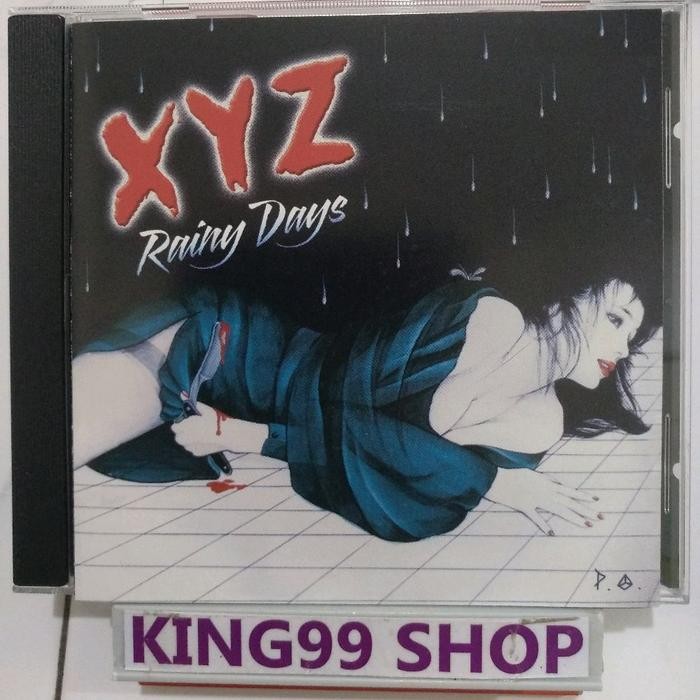 XYZ
Rainy Days
P. O.
KING99 SHOP